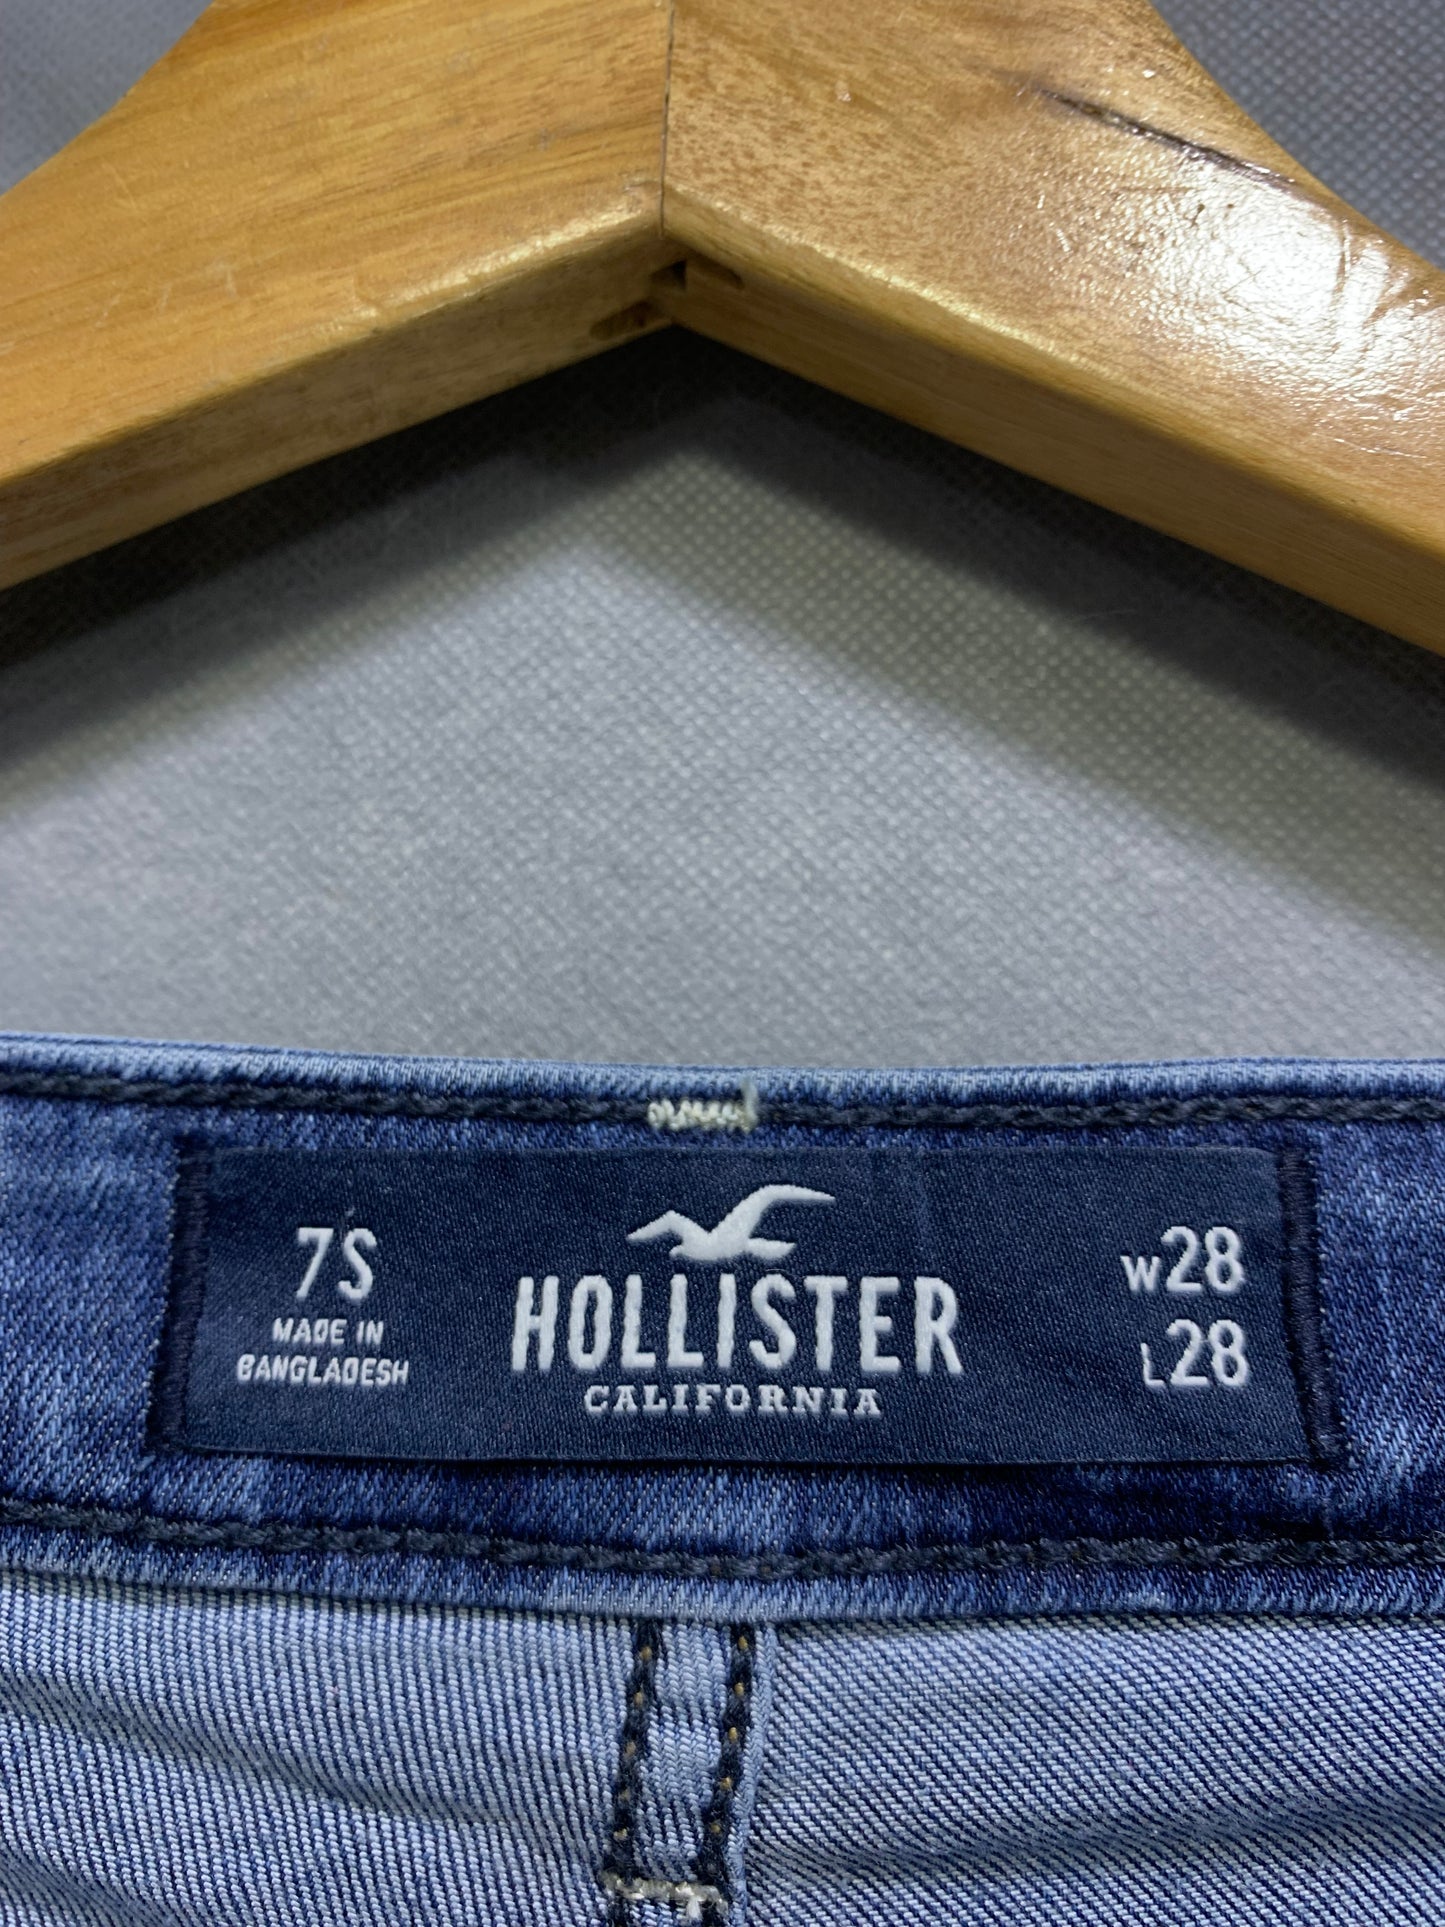 7S
MADE IN
BANGLADESH
HOLLISTER
CALIFORNIA
W28
L28